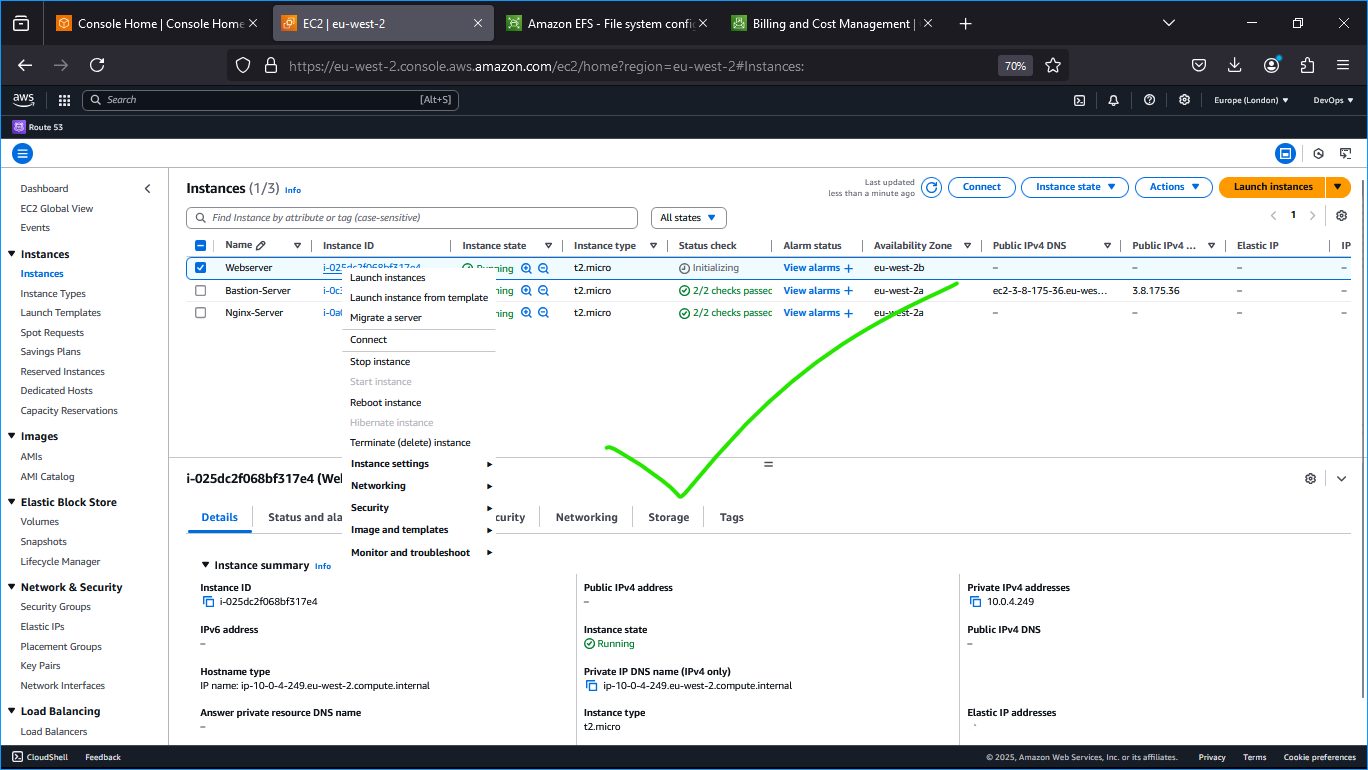 Console Home | Console Home
EC2 | eu-west-2
Amazon EFS - File system config
Billing and Cost Management |
https://eu-west-2.console.aws.amazon.com/ec2/home?region=eu-west-2#Instances:
70%
aws
Search
[Alt+S]
Europe (London)
DevOps
Route 53
Dashboard
EC2 Global View
Events
Instances
Instances
Instance Types
Launch Templates
Spot Requests
Savings Plans
Reserved Instances
Dedicated Hosts
Capacity Reservations
Images
AMIs
AMI Catalog
Elastic Block Store
Volumes
Snapshots
Lifecycle Manager
Network & Security
Security Groups
Elastic IPs
Placement Groups
Key Pairs
Network Interfaces
Load Balancing
Load Balancers
Instances (1/3) Info
Last updated
less than a minute ago
Connect
Instance state
Actions
Launch instances
Find Instance by attribute or tag (case-sensitive)
All states
1
Name Instance ID Instance state Instance type Status check Alarm status Availability Zone Public IPv4 DNS Public IPv4 ... Elastic IP IP
Webserver i-025dc2f068bf317e4 Running t2.micro Initializing View alarms + eu-west-2b – – – –
Bastion-Server t2.micro 2/2 checks passed View alarms + eu-west-2a ec2-3-8-175-36.eu-wes... 3.8.175.36 – –
Nginx-Server t2.micro 2/2 checks passed View alarms + eu-west-2a – – – –
Launch instances
Launch instance from template
Migrate a server
Connect
Stop instance
Start instance
Reboot instance
Hibernate instance
Terminate (delete) instance
Instance settings
Networking
Security
Image and templates
Monitor and troubleshoot
i-025dc2f068bf317e4 (We
Details
Status and ala
curity
Networking
Storage
Tags
Instance summary Info
Instance ID
i-025dc2f068bf317e4
Public IPv4 address
–
Private IPv4 addresses
10.0.4.249
IPv6 address
–
Instance state
Running
Public IPv4 DNS
–
Hostname type
IP name: ip-10-0-4-249.eu-west-2.compute.internal
Private IP DNS name (IPv4 only)
ip-10-0-4-249.eu-west-2.compute.internal
Answer private resource DNS name
–
Instance type
t2.micro
Elastic IP addresses
CloudShell
Feedback
© 2025, Amazon Web Services, Inc. or its affiliates.
Privacy
Terms
Cookie preferences